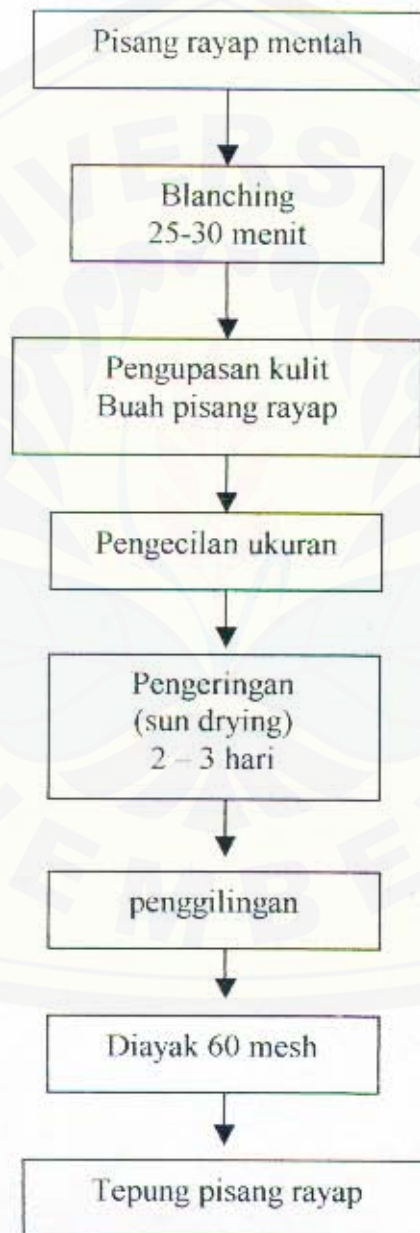 Pisang rayap mentah
Blanching
25-30 menit
Pengupasan kulit
Buah pisang rayap
Pengecilan ukuran
Pengeringan
(sun drying)
2 – 3 hari
penggilingan
Diayak 60 mesh
Tepung pisang rayap